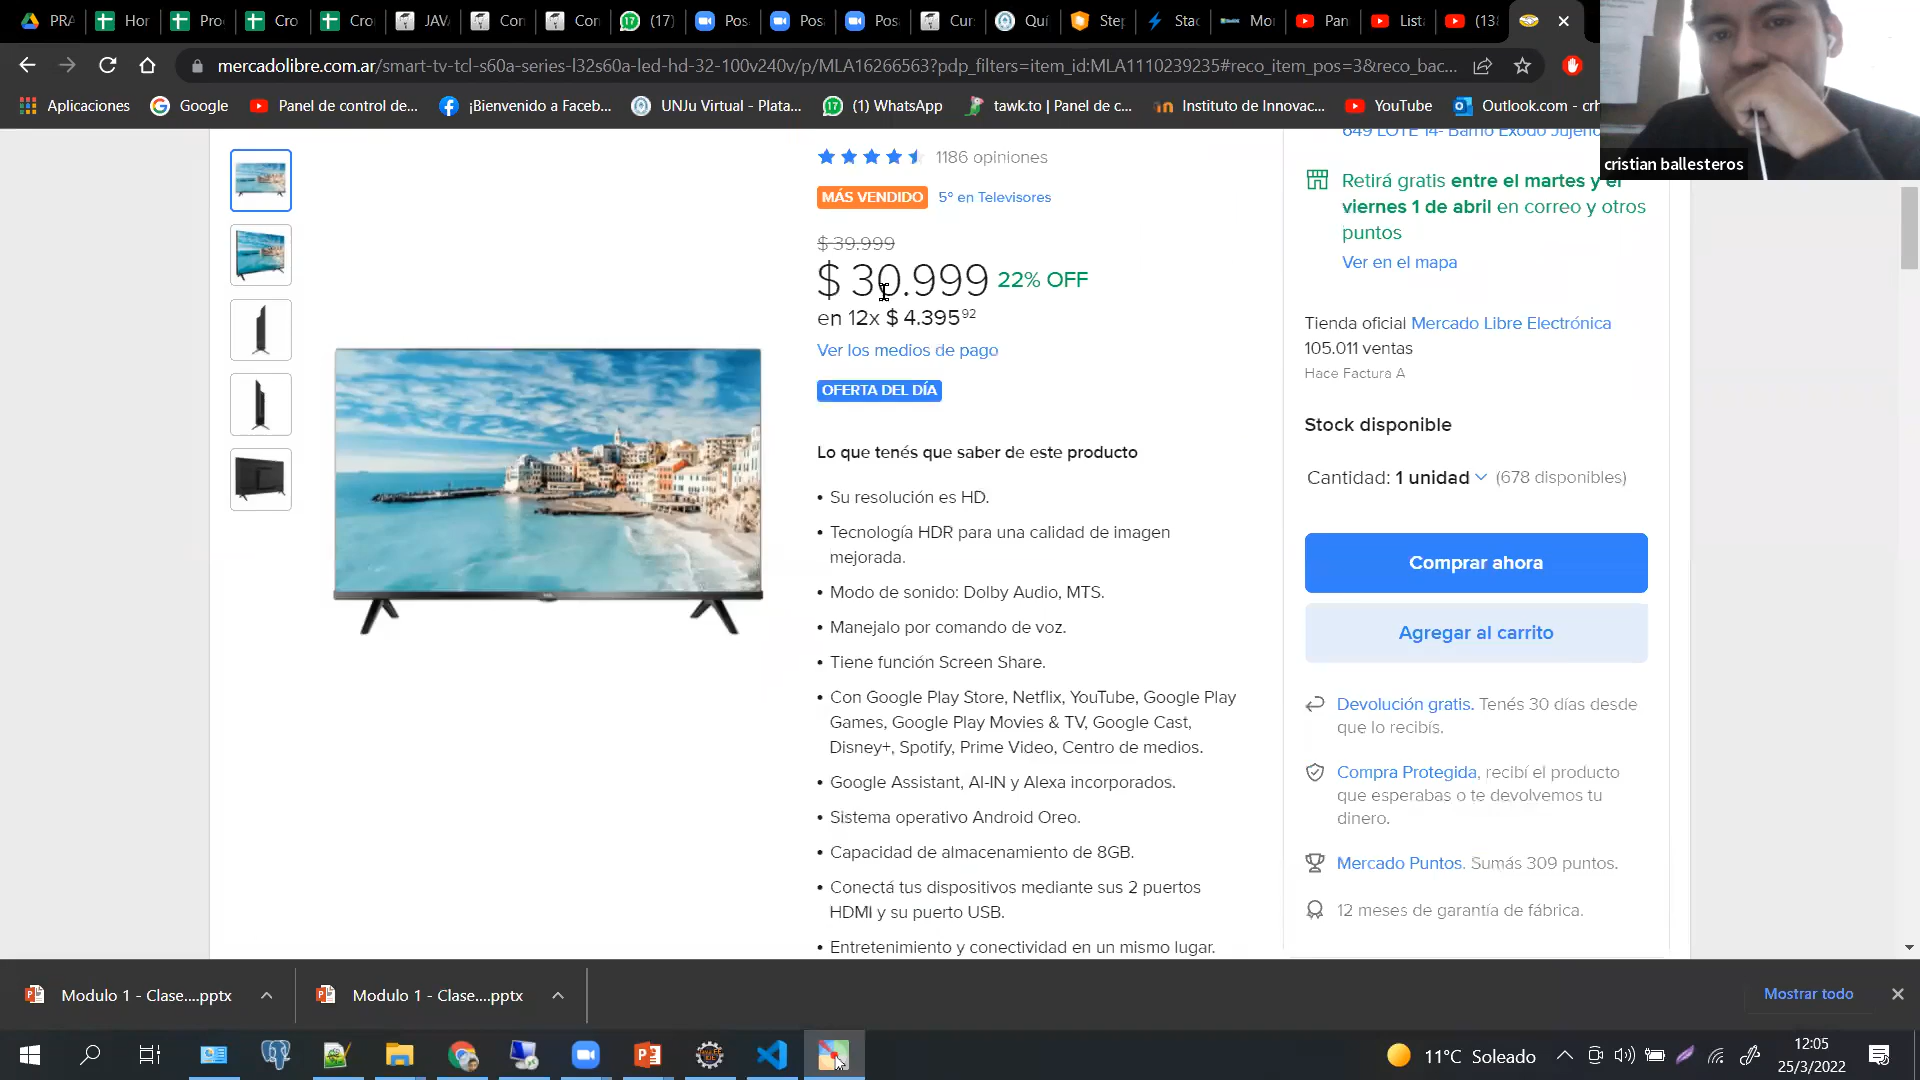 PRA
Hor
Pro
Cro
Cro
JAV
Con
Con
(17)
Pos
Pos
Pos
Cur
Quí
Step
Stac
Mo
Pan
List
(13
mercadolibre.com.ar/smart-tv-tcl-s60a-series-l32s60a-led-hd-32-100v240v/p/MLA16266563?pdp_filters=item_id:MLA1110239235#reco_item_pos=3&reco_bac...
Aplicaciones
Google
Panel de control de...
¡Bienvenido a Faceb...
UNJu Virtual - Plata...
(1) WhatsApp
tawk.to | Panel de c...
Instituto de Innovac...
YouTube
Outlook.com - crh
cristian ballesteros
1186 opiniones
MÁS VENDIDO 5º en Televisores
$ 39.999
$ 30.999 22% OFF
en 12x $ 4.395 92
Ver los medios de pago
OFERTA DEL DÍA
Lo que tenés que saber de este producto
• Su resolución es HD.
• Tecnología HDR para una calidad de imagen
mejorada.
• Modo de sonido: Dolby Audio, MTS.
• Manejalo por comando de voz.
• Tiene función Screen Share.
• Con Google Play Store, Netflix, YouTube, Google Play
Games, Google Play Movies & TV, Google Cast,
Disney+, Spotify, Prime Video, Centro de medios.
• Google Assistant, AI-IN y Alexa incorporados.
• Sistema operativo Android Oreo.
• Capacidad de almacenamiento de 8GB.
• Conectá tus dispositivos mediante sus 2 puertos
HDMI y su puerto USB.
• Entretenimiento y conectividad en un mismo lugar.
649 LOTE 14- Barrio Exodo Jujeño
Retirá gratis entre el martes y el
viernes 1 de abril en correo y otros
puntos
Ver en el mapa
Tienda oficial Mercado Libre Electrónica
105.011 ventas
Hace Factura A
Stock disponible
Cantidad: 1 unidad (678 disponibles)
Comprar ahora
Agregar al carrito
Devolución gratis. Tenés 30 días desde
que lo recibís.
Compra Protegida, recibí el producto
que esperabas o te devolvemos tu
dinero.
Mercado Puntos. Sumás 309 puntos.
12 meses de garantía de fábrica.
Modulo 1 - Clase....pptx
Modulo 1 - Clase....pptx
Mostrar todo
11°C Soleado
12:05
25/3/2022